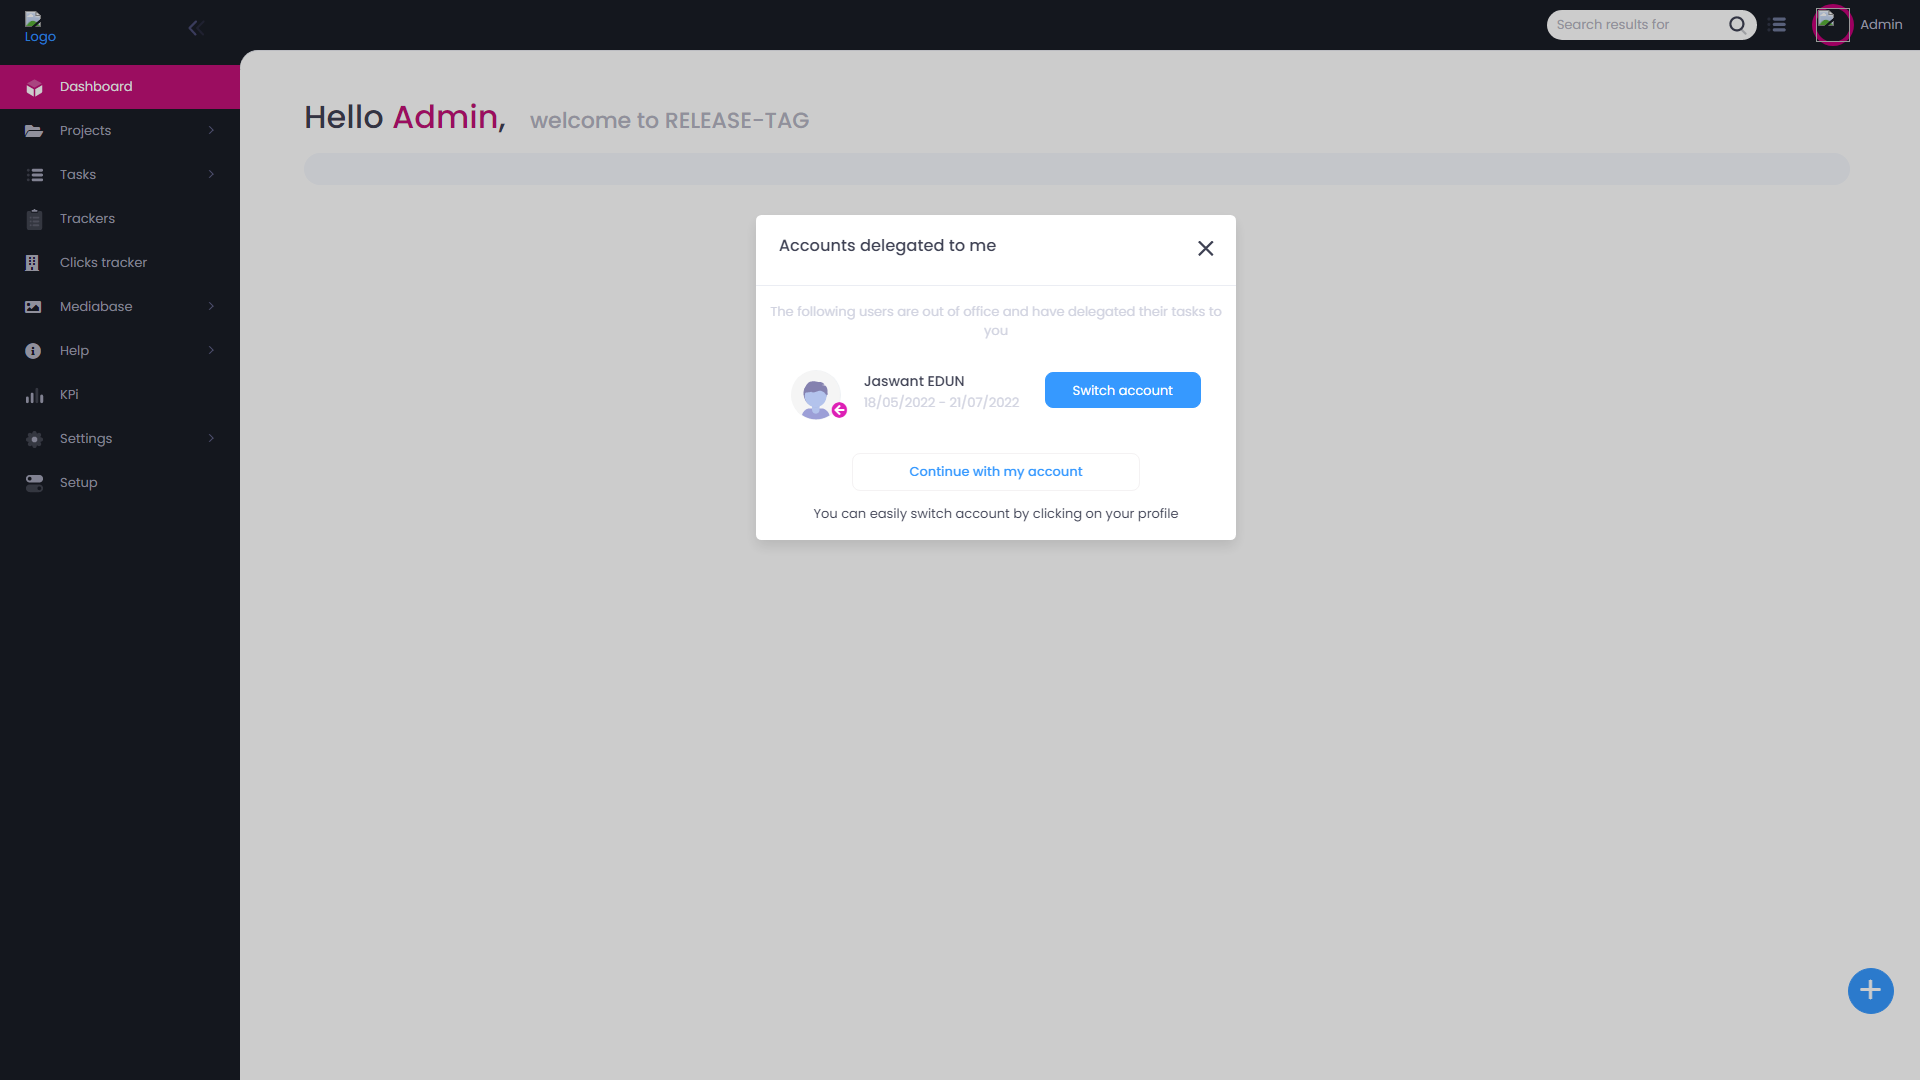 Logo
Search results for
Admin
Dashboard
Projects
Tasks
Trackers
Clicks tracker
Mediabase
Help
KPi
Settings
Setup
Hello Admin, welcome to RELEASE-TAG
Accounts delegated to me
The following users are out of office and have delegated their tasks to
you
Jaswant EDUN
18/05/2022 - 21/07/2022
Switch account
Continue with my account
You can easily switch account by clicking on your profile